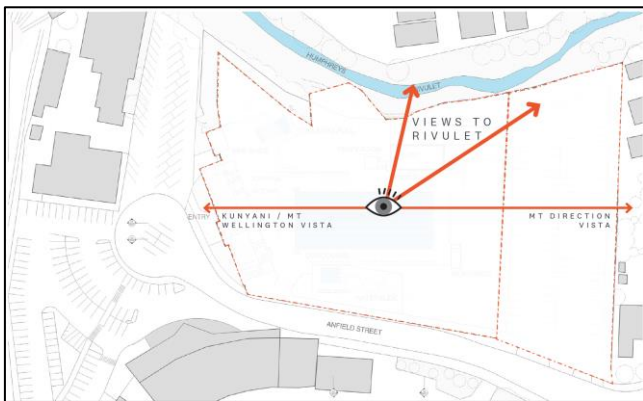 HUMPHREYS
RIVULET
VIEWS TO
RIVULET
ENTRY
KUNYANI / MT
WELLINGTON VISTA
MT DIRECTION
VISTA
ANFIELD STREET